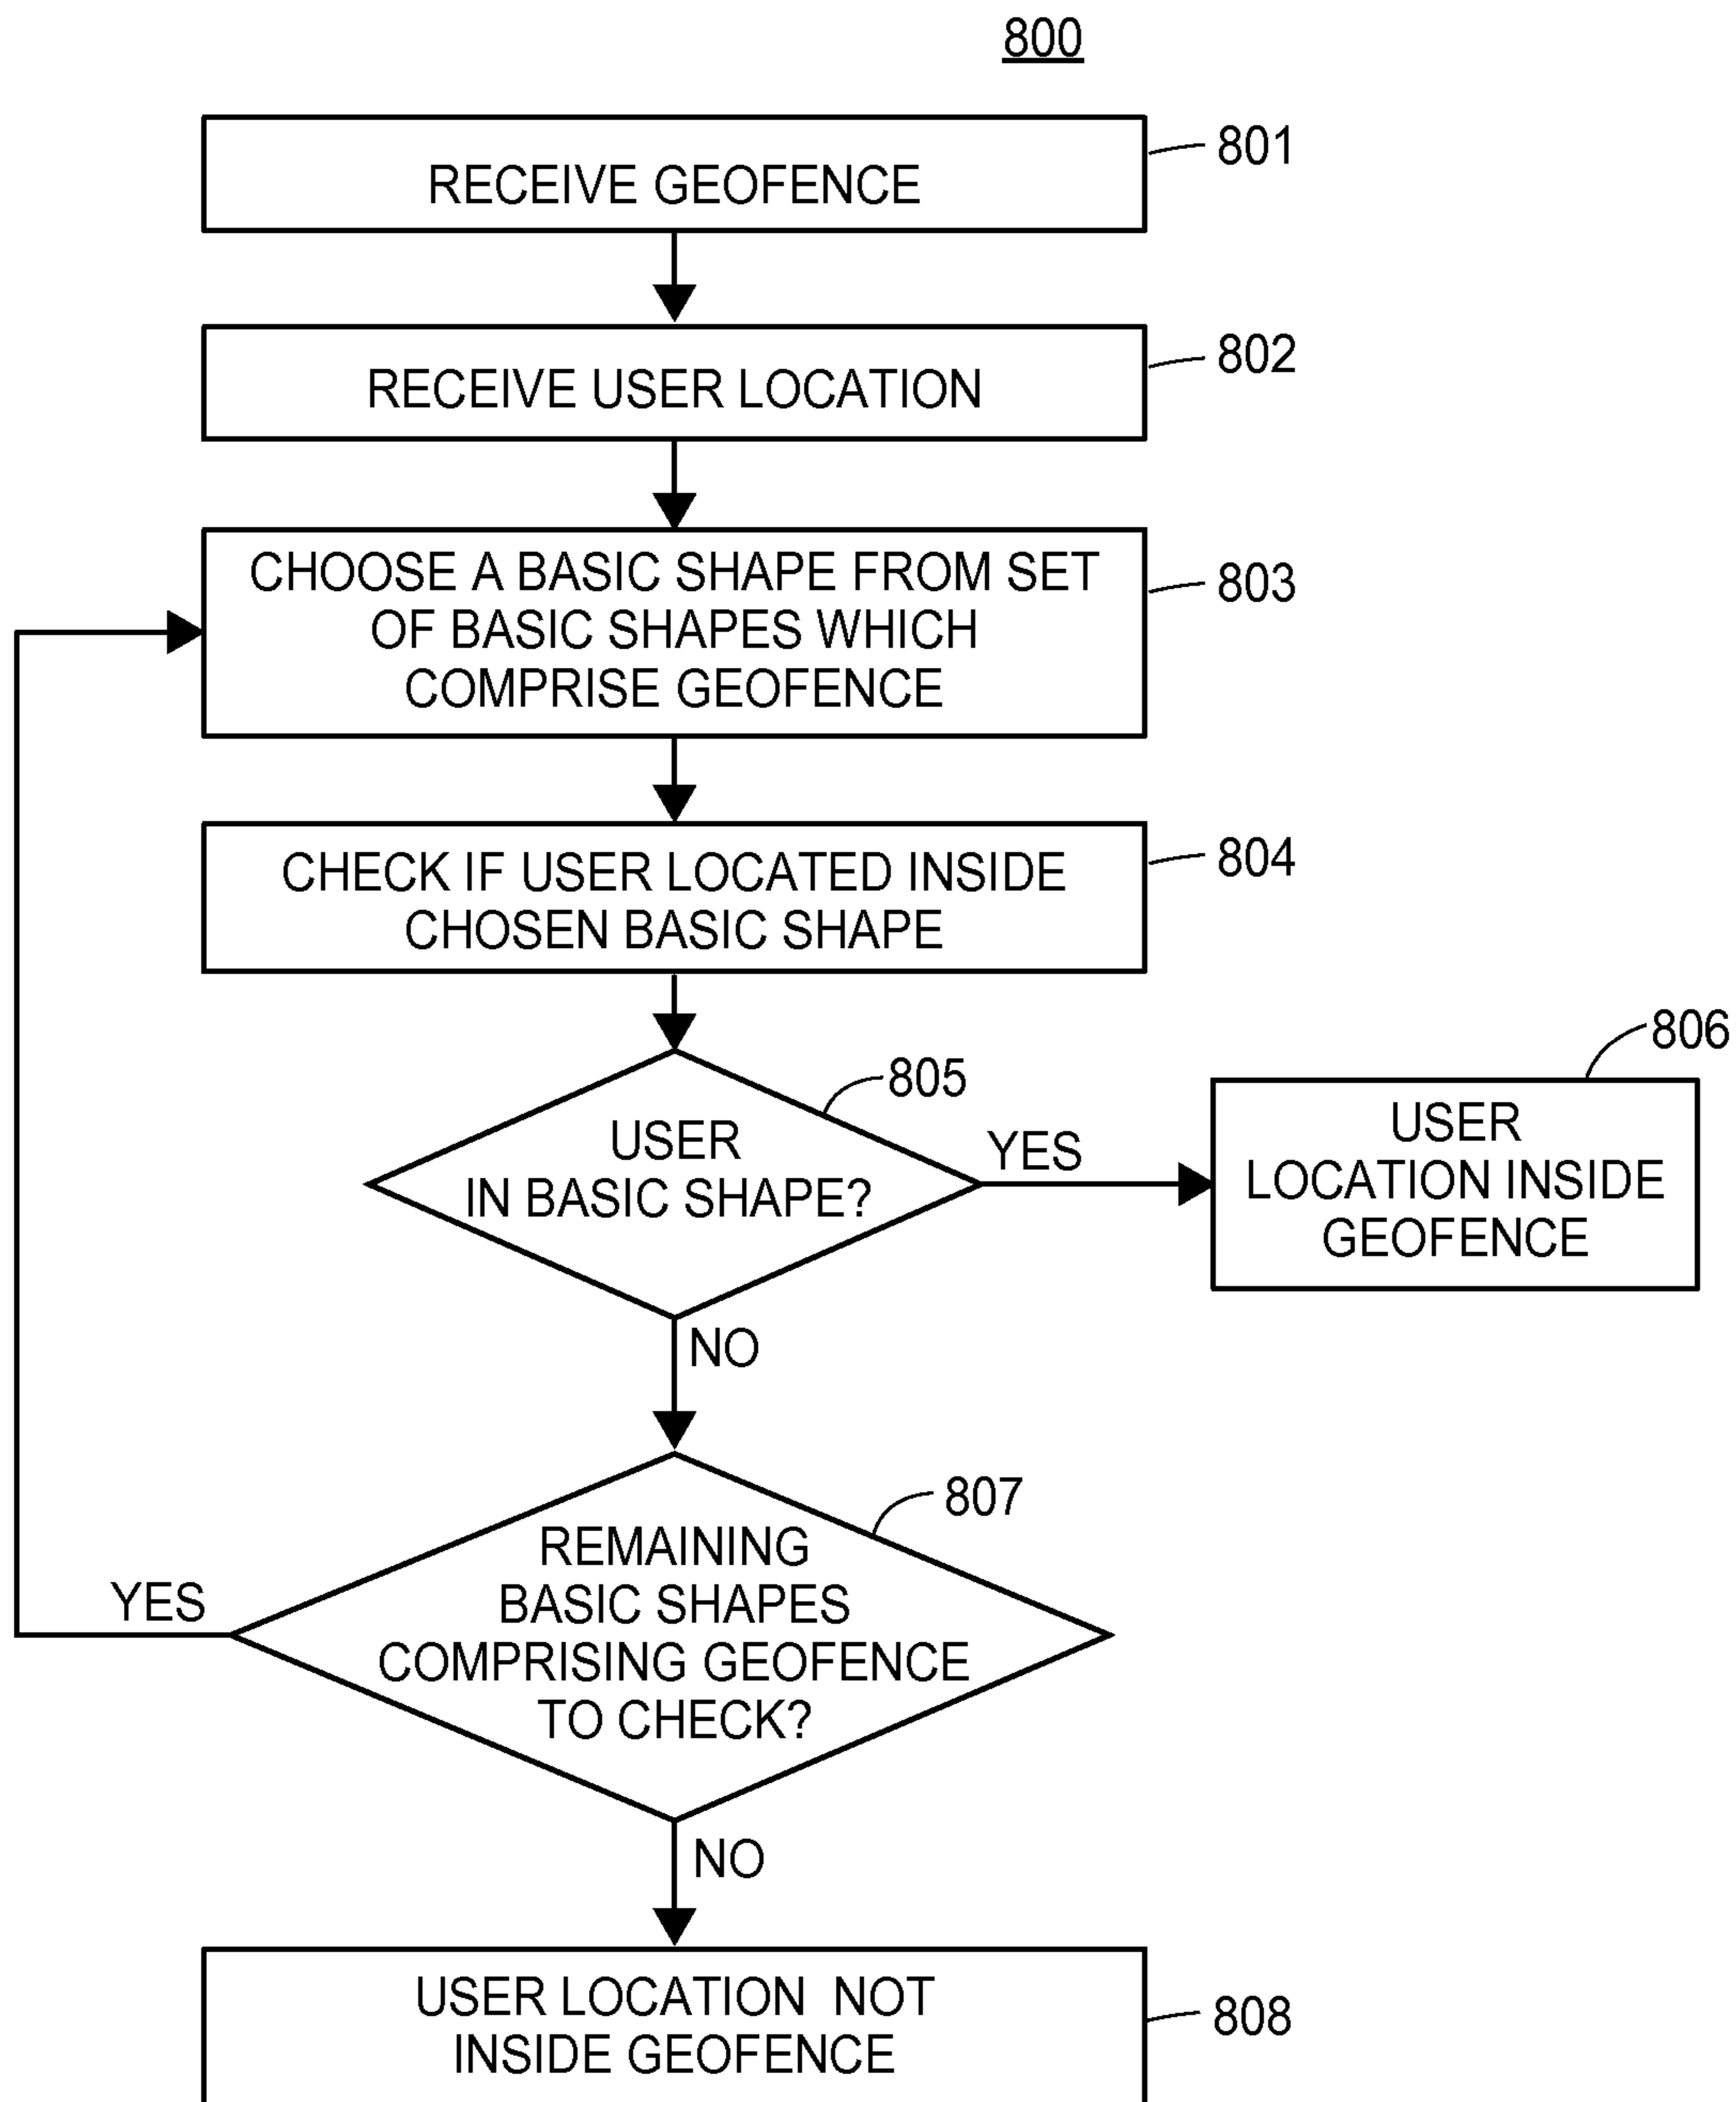 800
RECEIVE GEOFENCE
801
RECEIVE USER LOCATION
802
CHOOSE A BASIC SHAPE FROM SET
OF BASIC SHAPES WHICH
COMPRISE GEOFENCE
803
CHECK IF USER LOCATED INSIDE
CHOSEN BASIC SHAPE
804
USER
IN BASIC SHAPE?
805
YES
USER
LOCATION INSIDE
GEOFENCE
806
NO
REMAINING
BASIC SHAPES
COMPRISING GEOFENCE
TO CHECK?
807
YES
NO
USER LOCATION NOT
INSIDE GEOFENCE
808